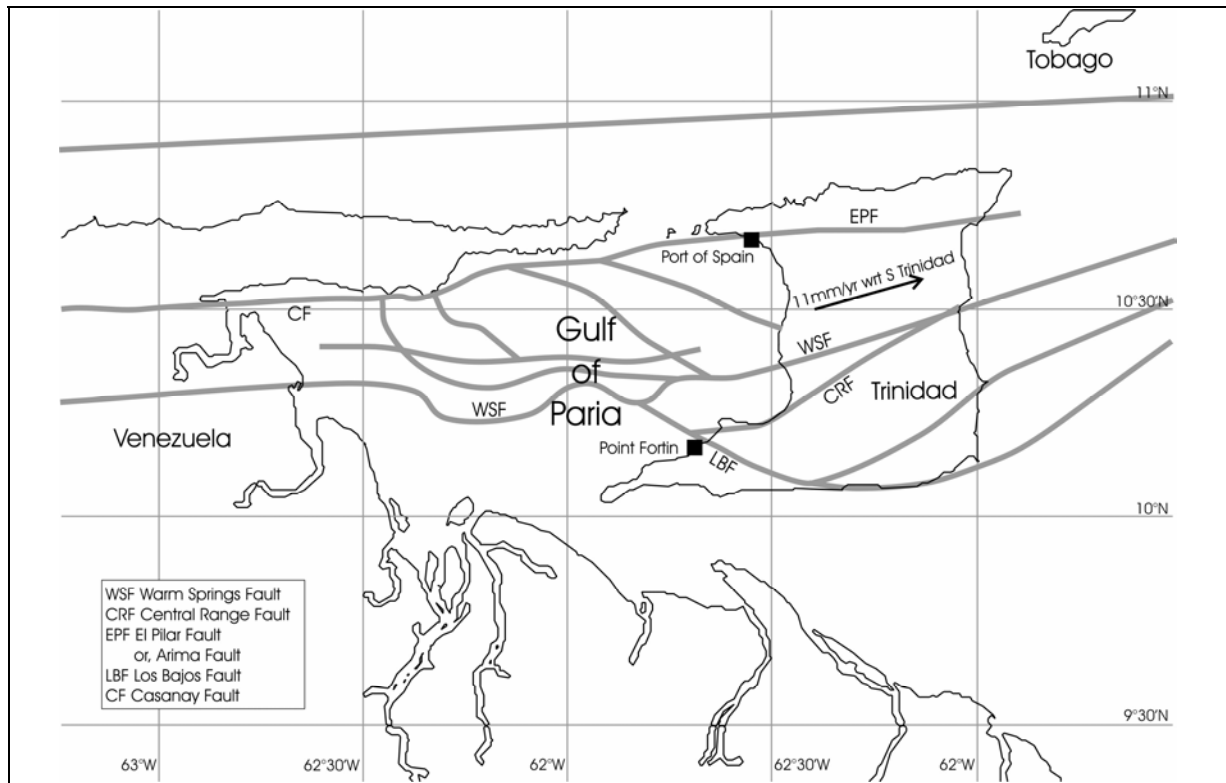 Tobago
11°N
EPF
Port of Spain
11mm/yr wrt S Trinidad
10°30'N
CF
Gulf
of
Paria
WSF
CRF
Trinidad
WSF
Venezuela
Point Fortin
LBF
10°N
WSF Warm Springs Fault
CRF Central Range Fault
EPF El Pilar Fault
or, Arima Fault
LBF Los Bajos Fault
CF Casanay Fault
9°30'N
63°W
62°30'W
62°W
62°30'W
62°W